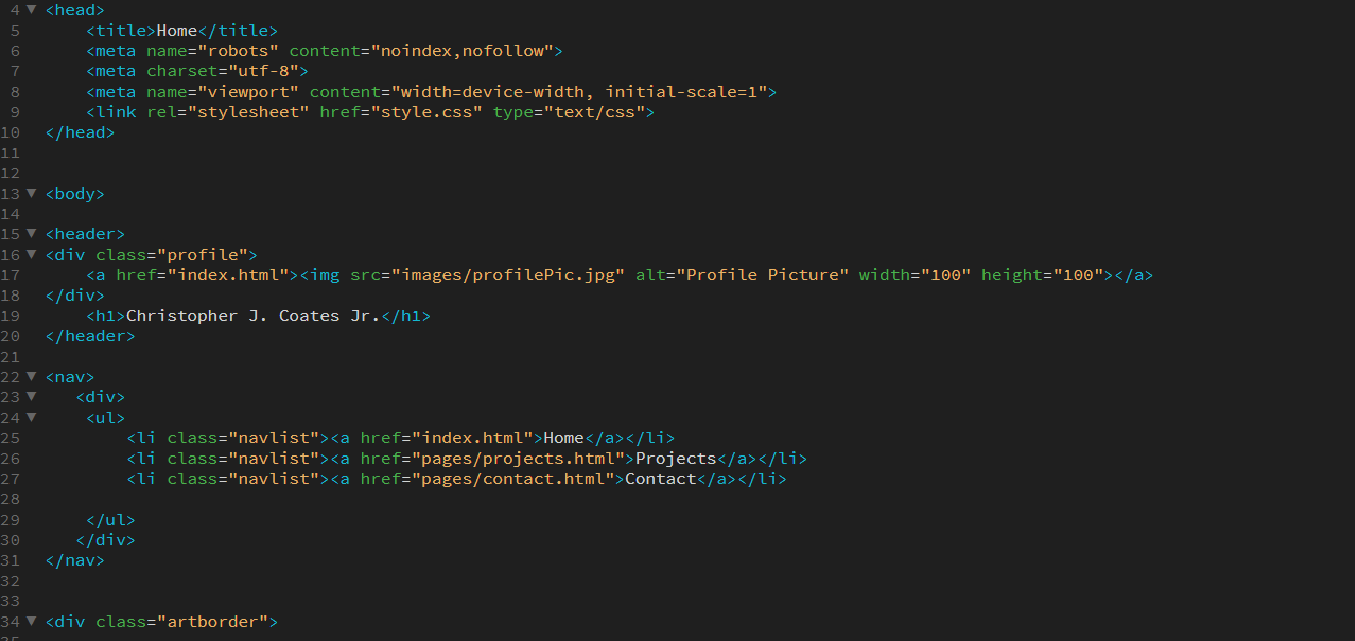 4 <head>
5 <title>Home</title>
6 <meta name="robots" content="noindex,nofollow">
7 <meta charset="utf-8">
8 <meta name="viewport" content="width=device-width, initial-scale=1">
9 <link rel="stylesheet" href="style.css" type="text/css">
10 </head>
11
12
13 <body>
14
15 <header>
16 <div class="profile">
17 <a href="index.html"><img src="images/profilePic.jpg" alt="Profile Picture" width="100" height="100"></a>
18 </div>
19 <h1>Christopher J. Coates Jr.</h1>
20 </header>
21
22 <nav>
23 <div>
24 <ul>
25 <li class="navlist"><a href="index.html">Home</a></li>
26 <li class="navlist"><a href="pages/projects.html">Projects</a></li>
27 <li class="navlist"><a href="pages/contact.html">Contact</a></li>
28
29 </ul>
30 </div>
31 </nav>
32
33
34 <div class="artborder">